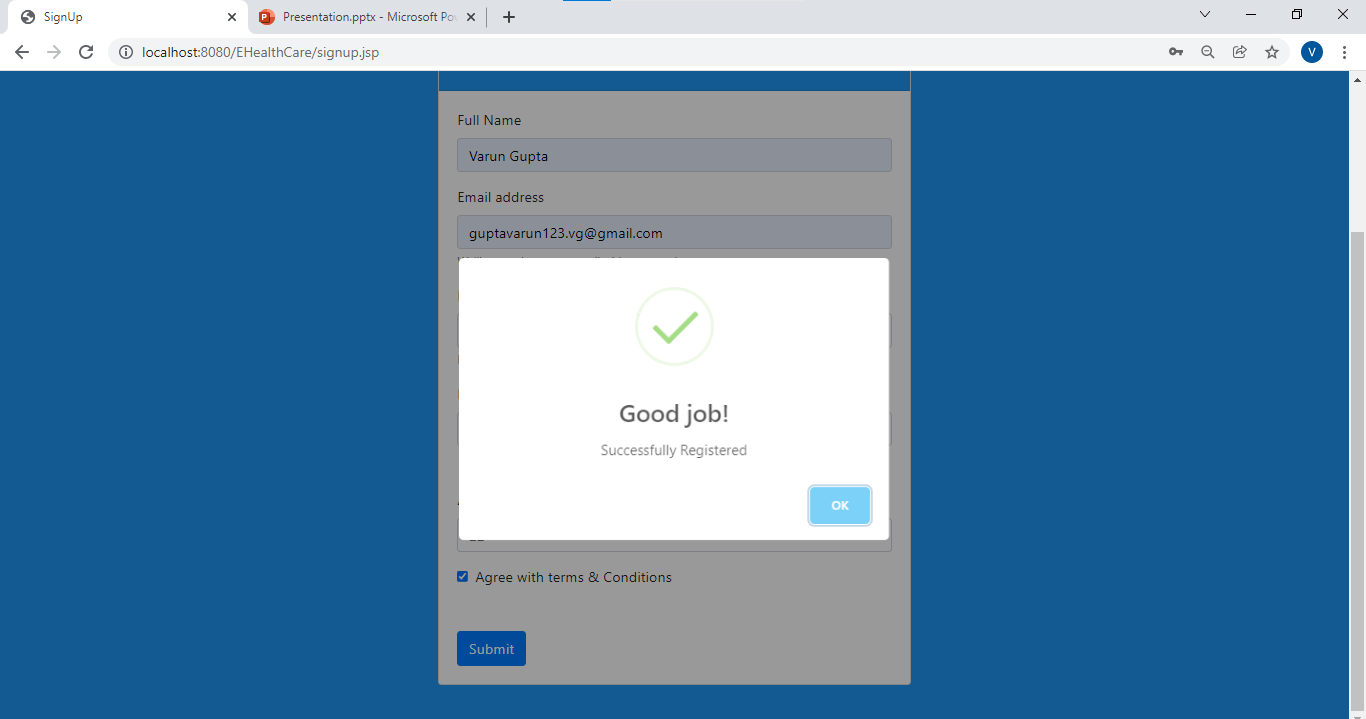 SignUp
Presentation.pptx - Microsoft Po
localhost:8080/EHealthCare/signup.jsp
V
Full Name
Varun Gupta
Email address
guptavarun123.vg@gmail.com
Good job!
Successfully Registered
OK
Agree with terms & Conditions
Submit